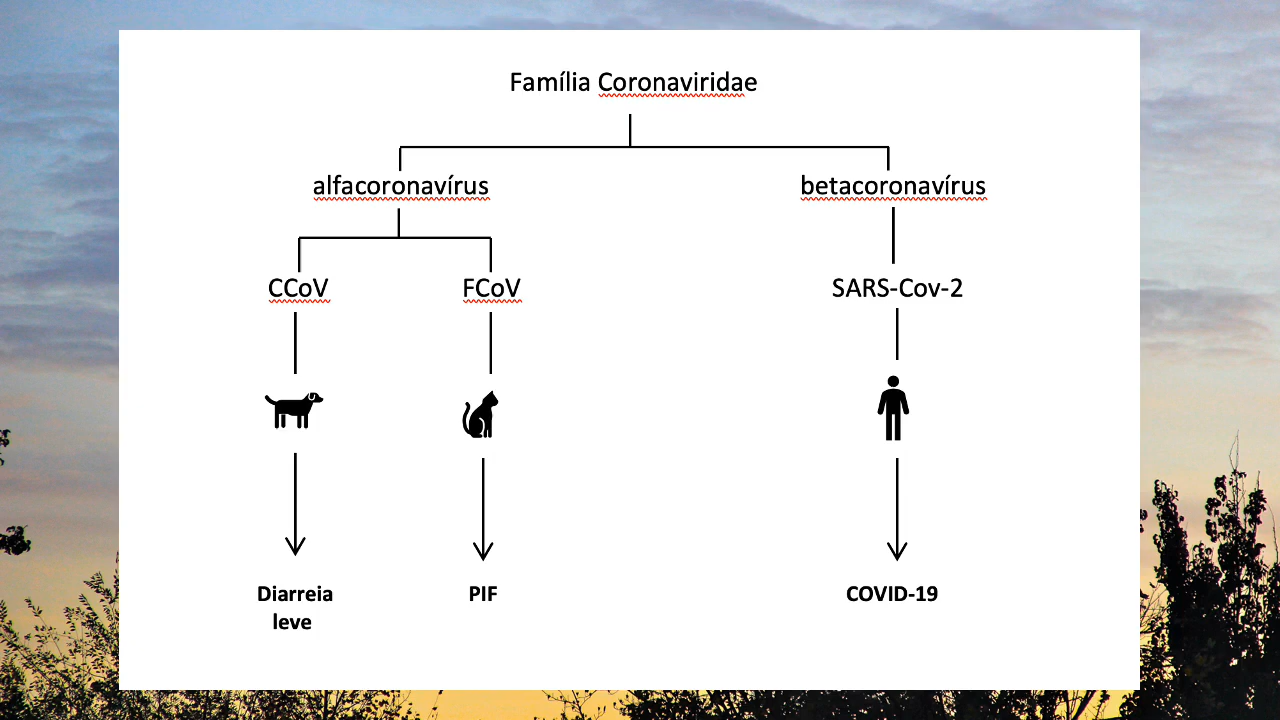 Família Coronaviridae
alfacoronavírus
betacoronavírus
CCoV
FCoV
SARS-Cov-2
Diarreia
leve
PIF
COVID-19